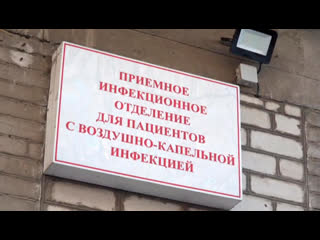 ПРИЕМНОЕ
ИНФЕКЦИОННОЕ
ОТДЕЛЕНИЕ
ДЛЯ ПАЦИЕНТОВ
С ВОЗДУШНО-КАПЕЛЬНОЙ
ИНФЕКЦИЕЙ